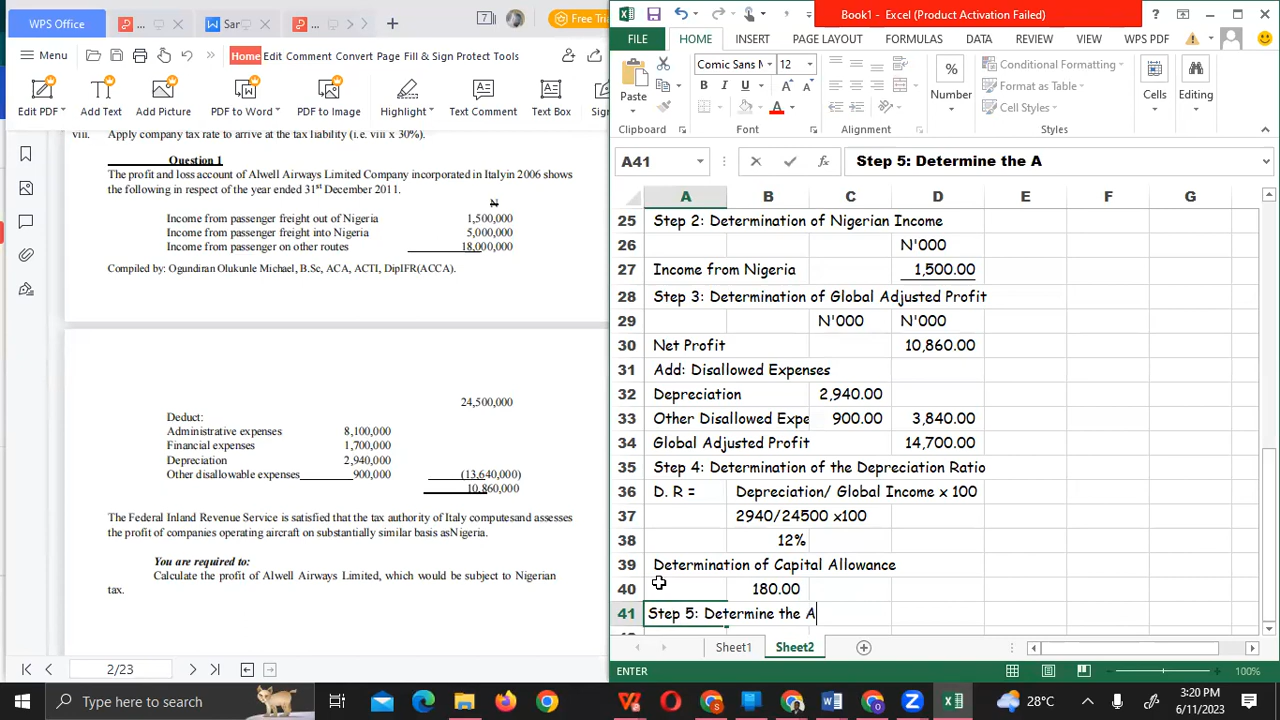 WPS Office
Sar
7
Free Tria
Book1 - Excel (Product Activation Failed)
Menu
Home Edit Comment Convert Page Fill & Sign Protect Tools
FILE HOME INSERT PAGE LAYOUT FORMULAS DATA REVIEW VIEW WPS PDF
Edit PDF Add Text Add Picture PDF to Word PDF to Image Highlight Text Comment Underline Sig
Paste
Comic Sans M 12
B I U
A
%
Number
Conditional Formatting
Format as Table
Cell Styles
Cells
Editing
Clipboard Font Alignment Styles
A41
Step 5: Determine the A
viii. Apply company tax rate to arrive at the tax liability (i.e. viii x 30%).
Question 1
The profit and loss account of Alwell Airways Limited Company incorporated in Italyin 2006 shows
the following in respect of the year ended 31st December 2011.
N
Income from passenger freight out of Nigeria 1,500,000
Income from passenger freight into Nigeria 5,000,000
Income from passenger on other routes 18,000,000
Compiled by: Ogundiran Olukunle Michael, B.Sc, ACA, ACTI, DipIFR(ACCA).
24,500,000
Deduct:
Administrative expenses 8,100,000
Financial expenses 1,700,000
Depreciation 2,940,000
Other disallowable expenses 900,000 (13,640,000)
10,860,000
The Federal Inland Revenue Service is satisfied that the tax authority of Italy computesand assesses
the profit of companies operating aircraft on substantially similar basis asNigeria.
You are required to:
Calculate the profit of Alwell Airways Limited, which would be subject to Nigerian
tax.
2/23
A B C D E F G
25 Step 2: Determination of Nigerian Income
26 N'000
27 Income from Nigeria 1,500.00
28 Step 3: Determination of Global Adjusted Profit
29 N'000 N'000
30 Net Profit 10,860.00
31 Add: Disallowed Expenses
32 Depreciation 2,940.00
33 Other Disallowed Expe 900.00 3,840.00
34 Global Adjusted Profit 14,700.00
35 Step 4: Determination of the Depreciation Ratio
36 D. R = Depreciation/ Global Income x 100
37 2940/24500 x100
38 12%
39 Determination of Capital Allowance
40 180.00
41 Step 5: Determine the A
Sheet1 Sheet2
ENTER 100%
Type here to search
28°C
3:20 PM
6/11/2023